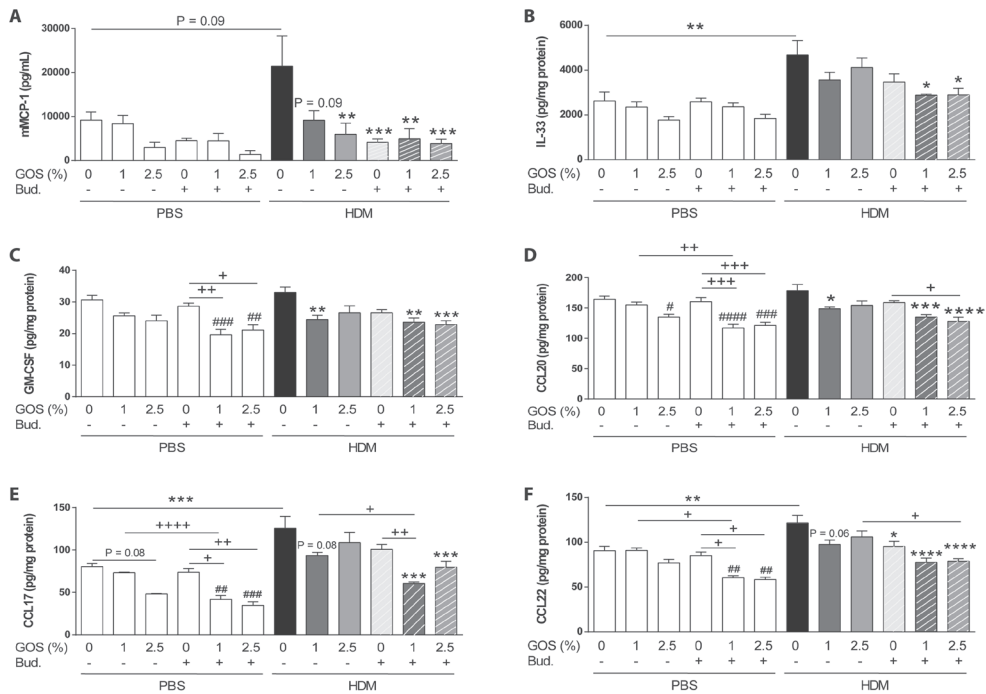 A
P = 0.09
mMCP-1 (pg/mL)
30000
20000
10000
0
P = 0.09
** *** ** ***
GOS (%) 0 1 2.5 0 1 2.5 0 1 2.5 0 1 2.5
Bud. - - - + + + - - - + + +
PBS HDM
B
**
IL-33 (pg/mg protein)
6000
4000
2000
0
* *
GOS (%) 0 1 2.5 0 1 2.5 0 1 2.5 0 1 2.5
Bud. - - - + + + - - - + + +
PBS HDM
C
GM-CSF (pg/mg protein)
40
30
20
10
0
+
++
### ## ** ** ***
GOS (%) 0 1 2.5 0 1 2.5 0 1 2.5 0 1 2.5
Bud. - - - + + + - - - + + +
PBS HDM
D
CCL20 (pg/mg protein)
200
150
100
50
0
++
+++
+++
+
# #### ### * *** ****
GOS (%) 0 1 2.5 0 1 2.5 0 1 2.5 0 1 2.5
Bud. - - - + + + - - - + + +
PBS HDM
E
CCL17 (pg/mg protein)
150
100
50
0
***
++++ +
P = 0.08 ++ ++
+ P = 0.08 ***
## ### ***
GOS (%) 0 1 2.5 0 1 2.5 0 1 2.5 0 1 2.5
Bud. - - - + + + - - - + + +
PBS HDM
F
CCL22 (pg/mg protein)
150
100
50
0
**
+ +
+ P = 0.06 *
+ **** ****
## ##
GOS (%) 0 1 2.5 0 1 2.5 0 1 2.5 0 1 2.5
Bud. - - - + + + - - - + + +
PBS HDM